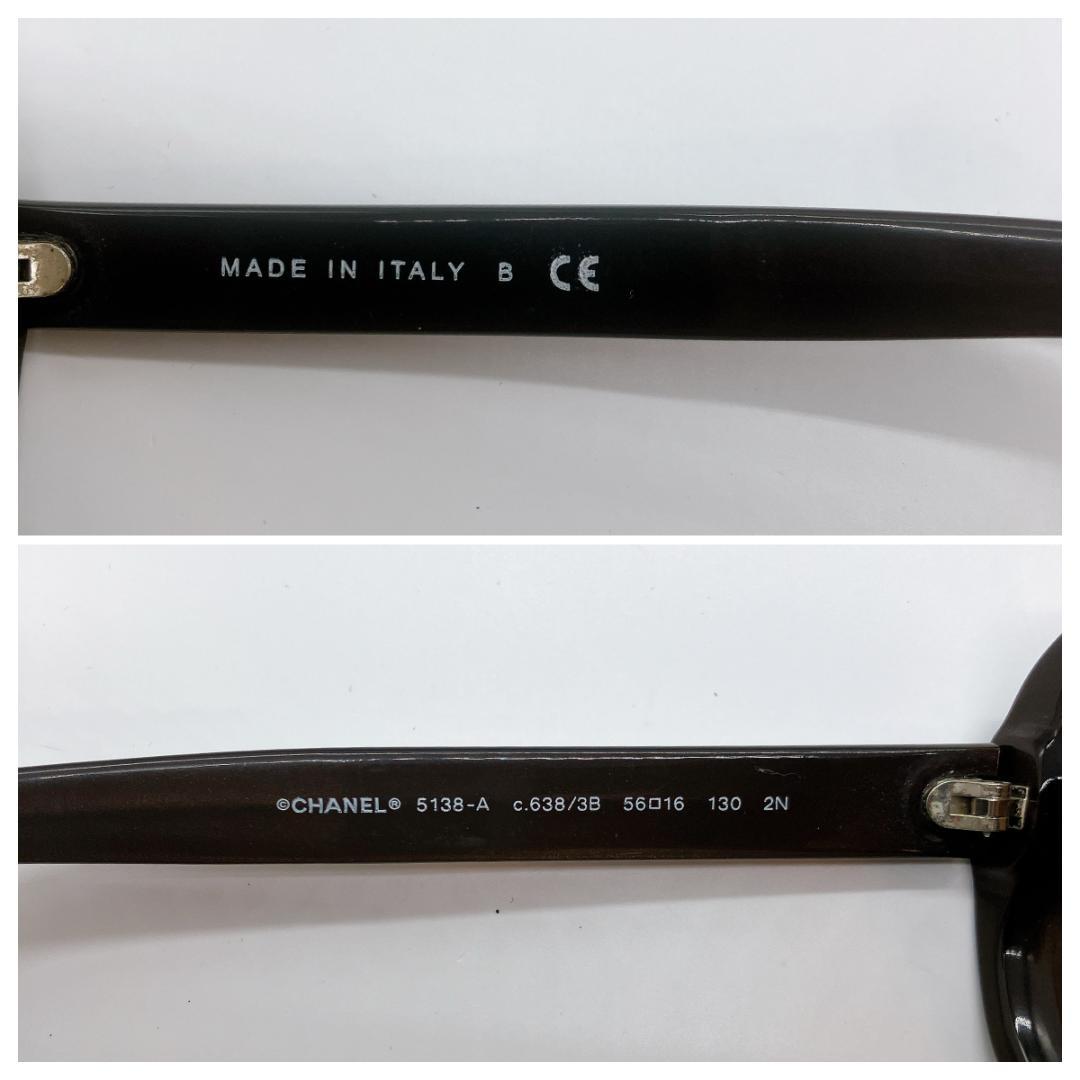 MADE IN ITALY B CE
©CHANEL® 5138-A c.638/3B 56□16 130 2N